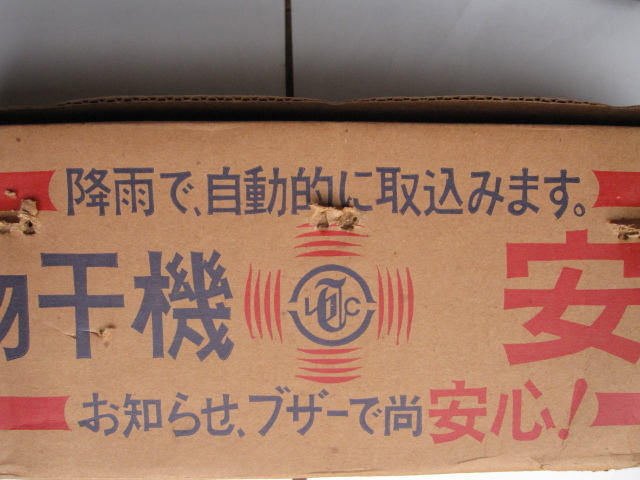 降雨で、自動的に取込みます。
物干機 安
お知らせ、ブザーで尚安心!